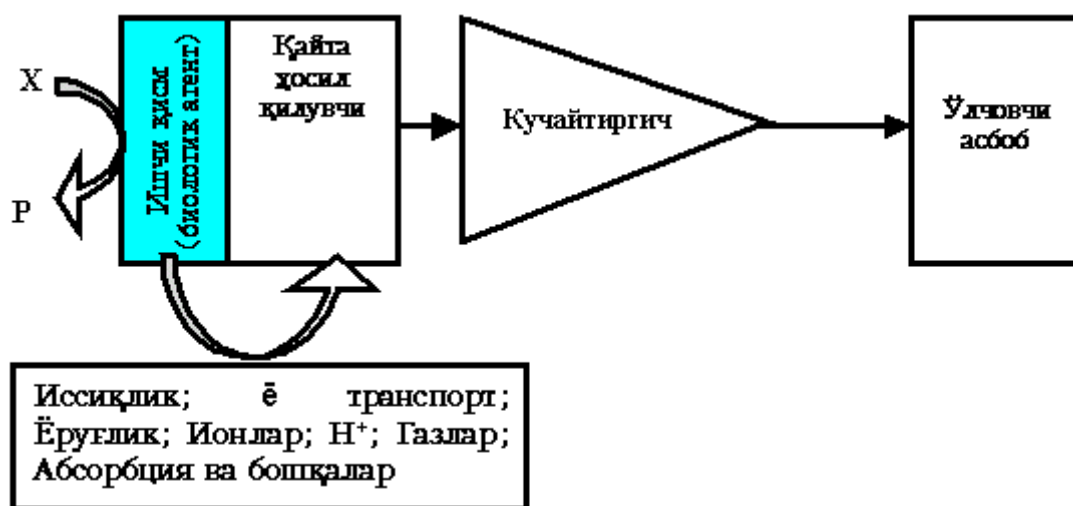 X
P
Ишчи қисм
(биологик агент)
Қайта
ҳосил
қилувчи
Кучайтиргич
Ўлчовчи
асбоб
Иссиқлик; ē транспорт;
Ёруғлик; Ионлар; H⁺; Газлар;
Абсорбция ва бошқалар